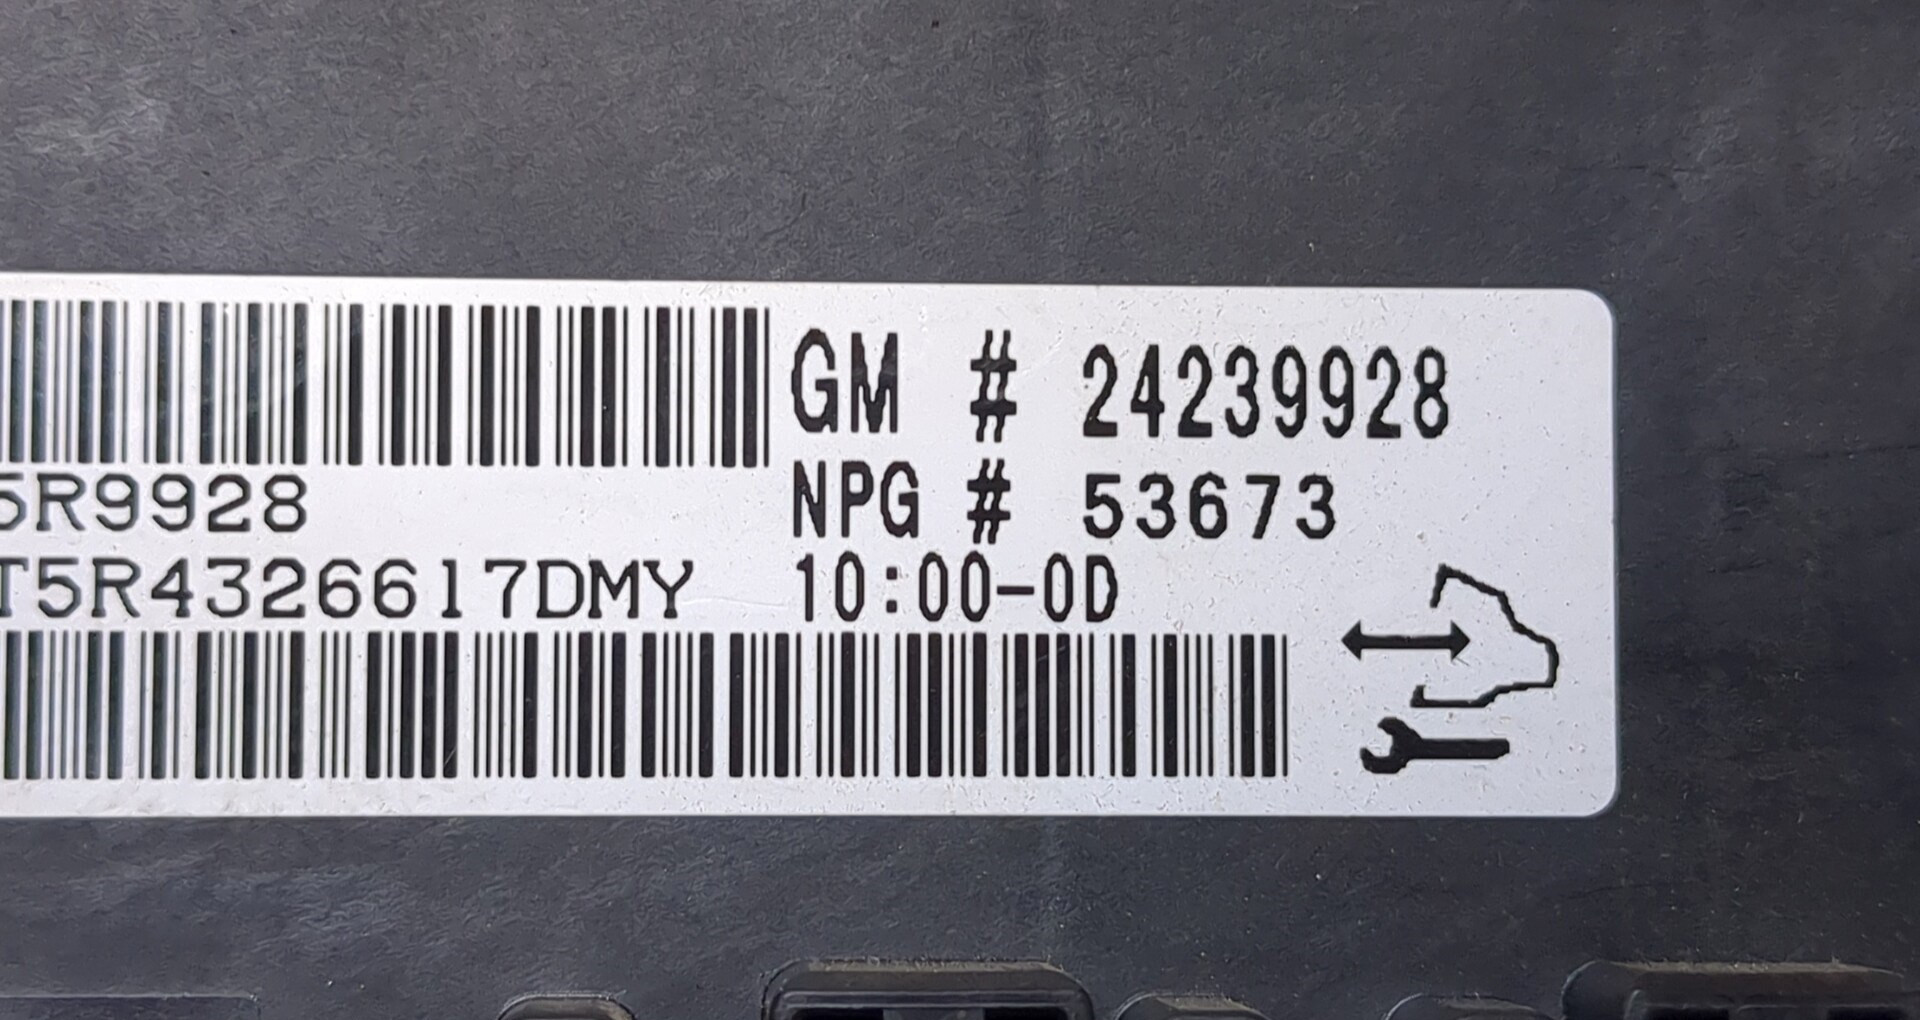 GM # 24239928
5R9928
NPG # 53673
T5R4326617DMY 10:00-0D